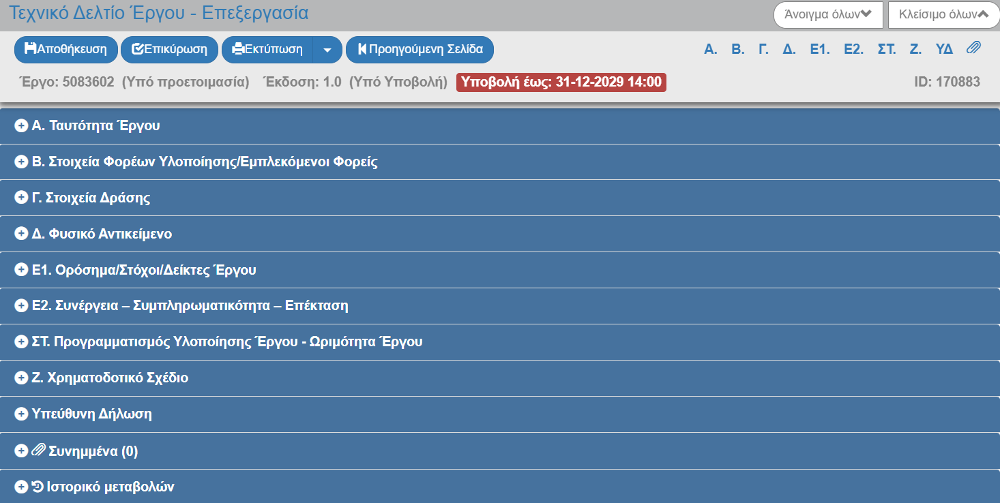 Τεχνικό Δελτίο Έργου - Επεξεργασία Άνοιγμα όλων Κλείσιμο όλων
Αποθήκευση Επικύρωση Εκτύπωση Προηγούμενη Σελίδα Α. Β. Γ. Δ. Ε1. Ε2. ΣΤ. Ζ. ΥΔ
Έργο: 5083602 (Υπό προετοιμασία) Έκδοση: 1.0 (Υπό Υποβολή) Υποβολή έως: 31-12-2029 14:00 ID: 170883
Α. Ταυτότητα Έργου
Β. Στοιχεία Φορέων Υλοποίησης/Εμπλεκόμενοι Φορείς
Γ. Στοιχεία Δράσης
Δ. Φυσικό Αντικείμενο
Ε1. Ορόσημα/Στόχοι/Δείκτες Έργου
Ε2. Συνέργεια – Συμπληρωματικότητα – Επέκταση
ΣΤ. Προγραμματισμός Υλοποίησης Έργου - Ωριμότητα Έργου
Ζ. Χρηματοδοτικό Σχέδιο
Υπεύθυνη Δήλωση
Συνημμένα (0)
Ιστορικό μεταβολών